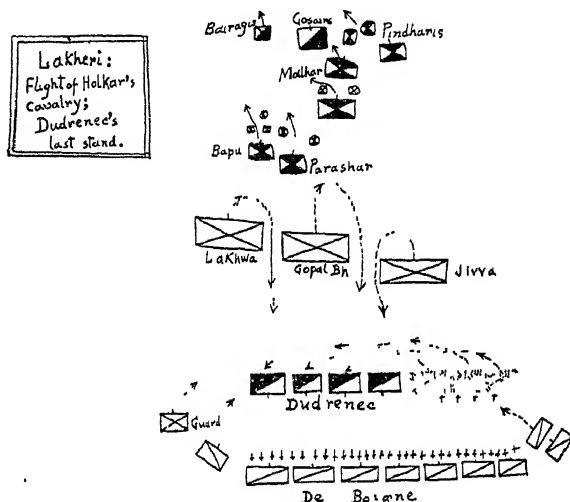 Lakheri:
Flight of Holkar's
cavalry;
Dudrenec's
last stand.
Bairagis
Gosains
Pindharis
Malhar
Bapu
Parashar
Lakhwa
Gopal Bh
Jivva
Dudrenec
Guard
De Boigne